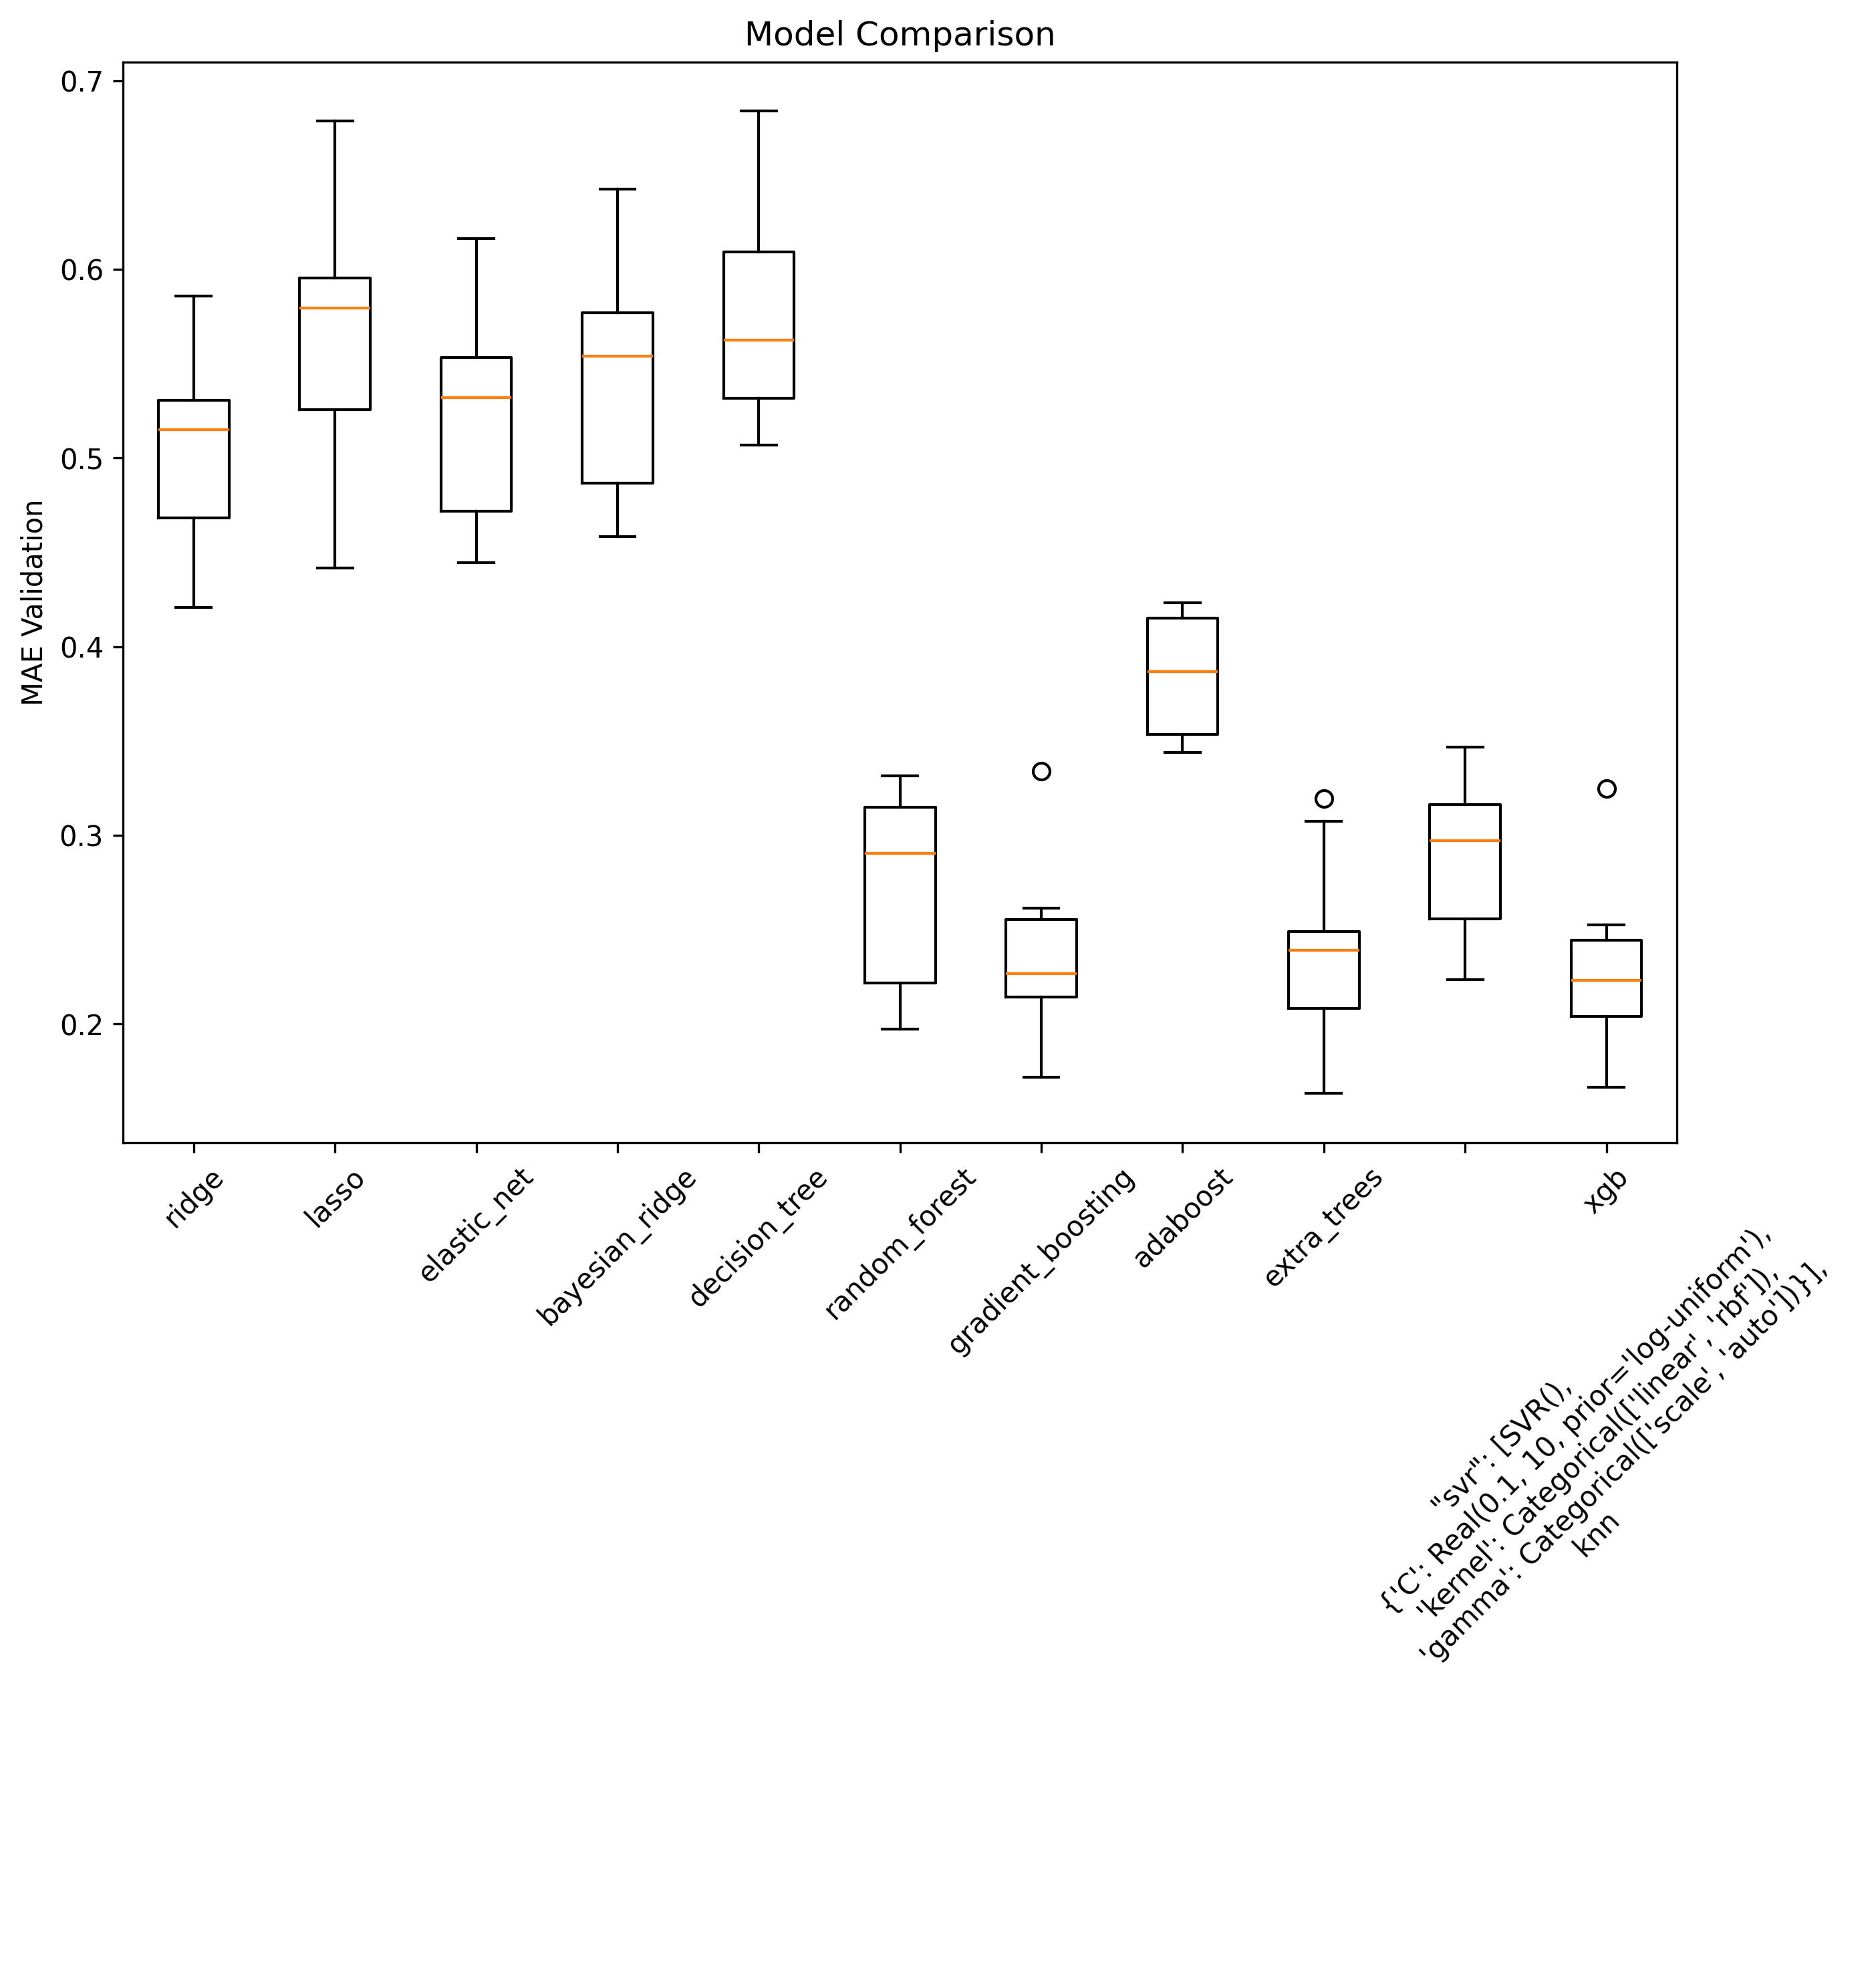 Model Comparison
MAE Validation
0.7
0.6
0.5
0.4
0.3
0.2
ridge
lasso
elastic_net
bayesian_ridge
decision_tree
random_forest
gradient_boosting
adaboost
extra_trees
"svr": [SVR(),
{'C': Real(0.1, 10, prior='log-uniform'),
'kernel': Categorical(['linear', 'rbf']),
'gamma': Categorical(['scale', 'auto'])}],
knn
xgb